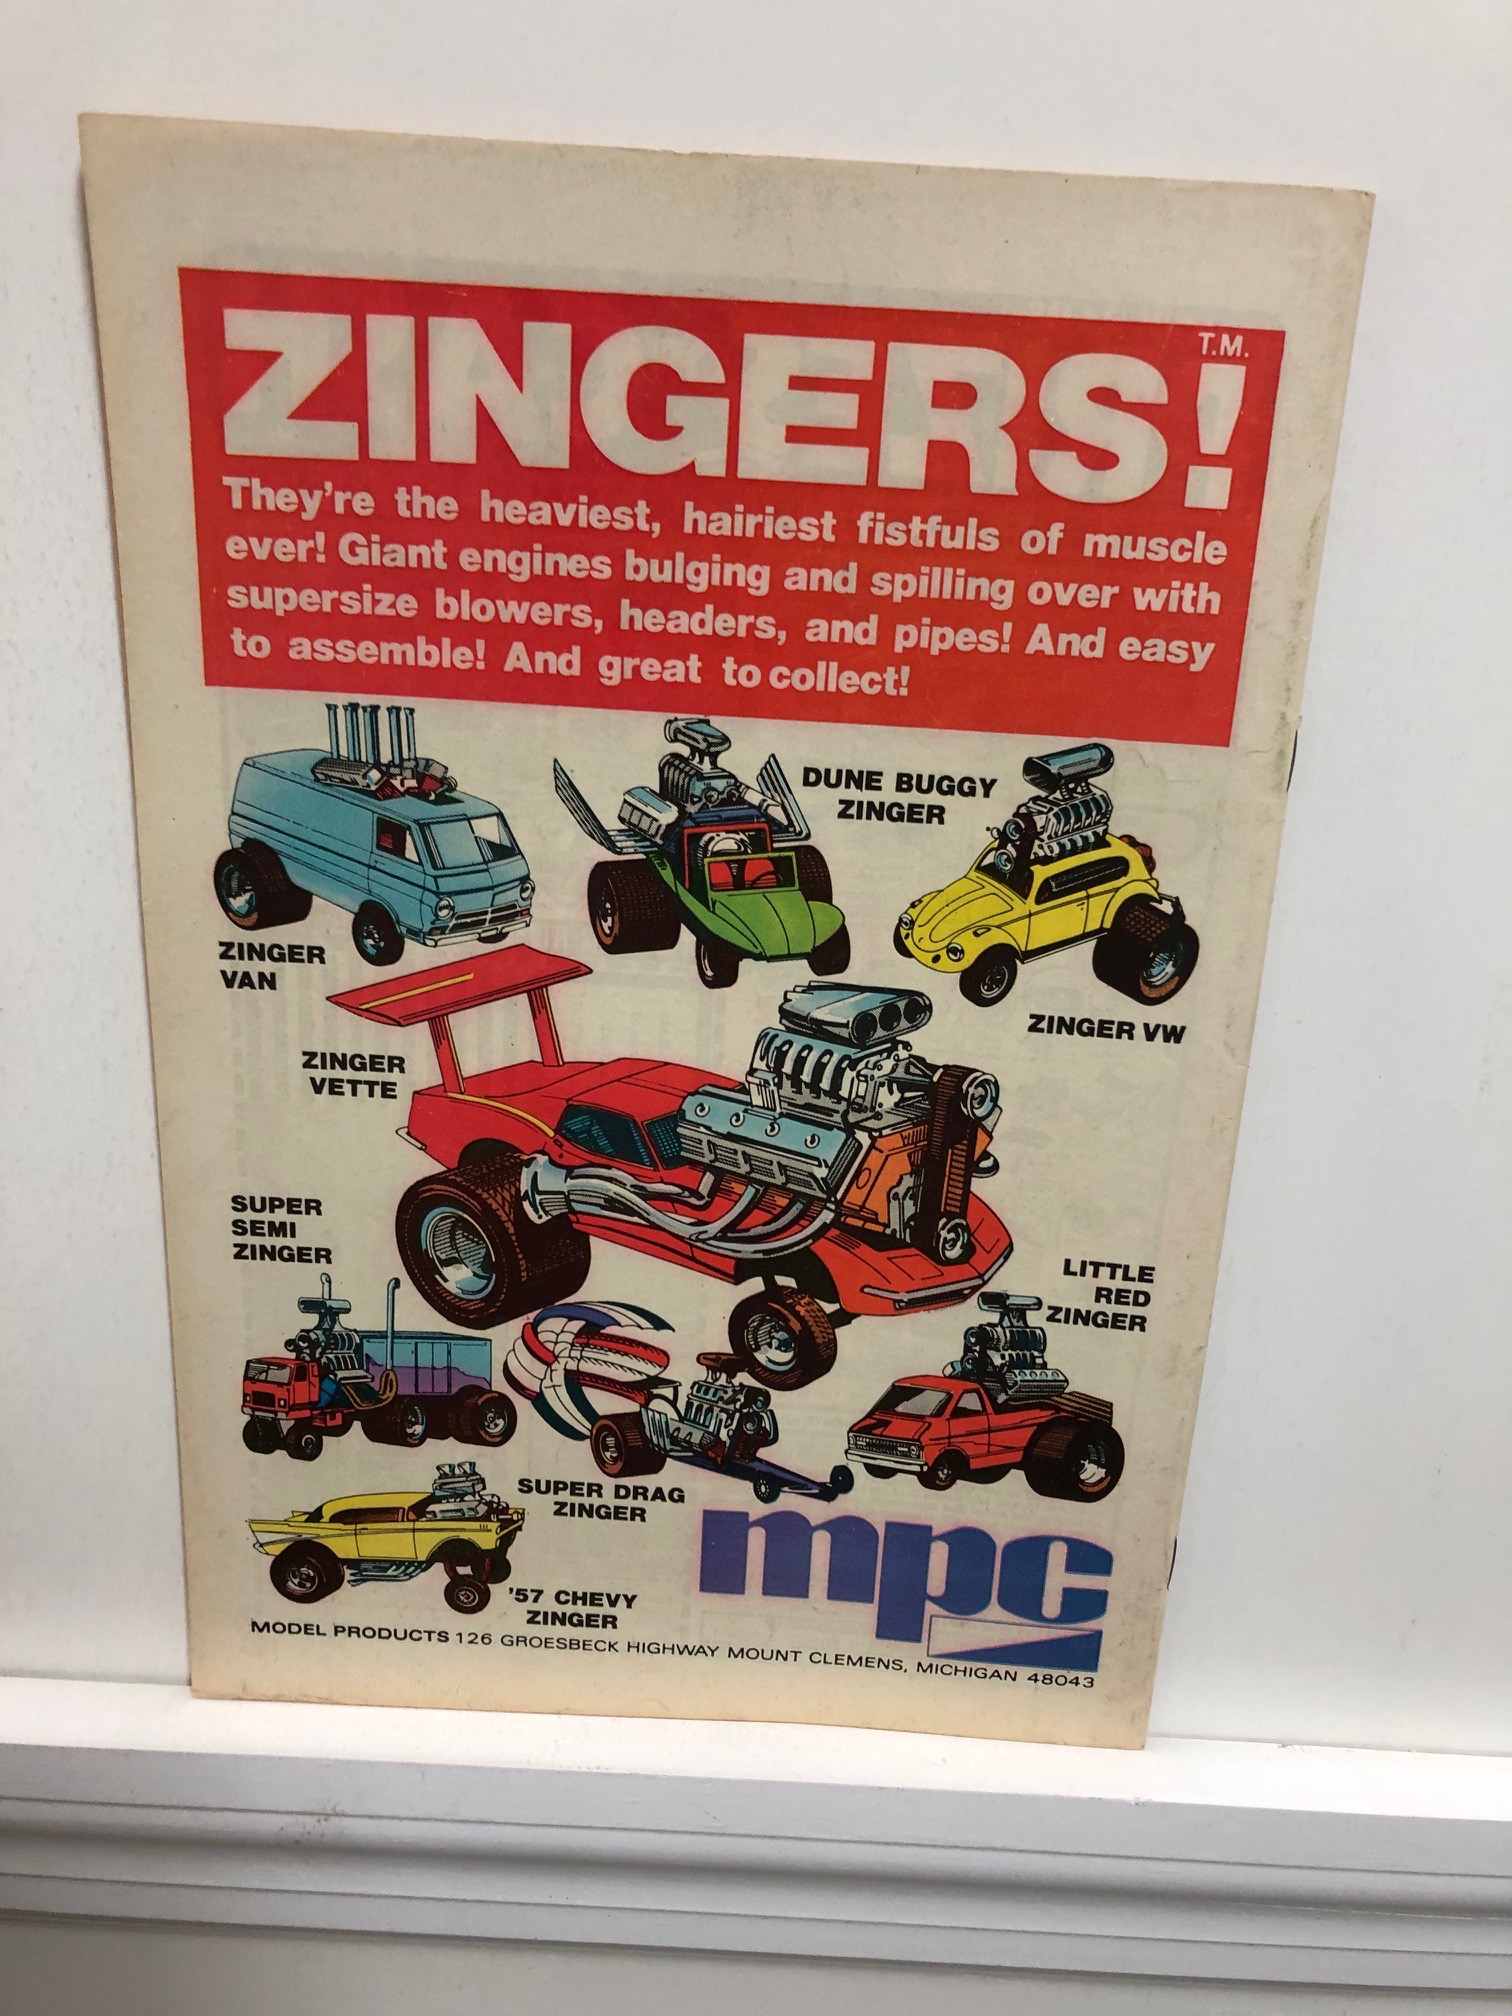 ZINGERS!
T.M.
They're the heaviest, hairiest fistfuls of muscle
ever! Giant engines bulging and spilling over with
supersize blowers, headers, and pipes! And easy
to assemble! And great to collect!
DUNE BUGGY
ZINGER
ZINGER
VAN
ZINGER VW
ZINGER
VETTE
SUPER
SEMI
ZINGER
LITTLE
RED
ZINGER
SUPER DRAG
ZINGER
'57 CHEVY
ZINGER
mpc
MODEL PRODUCTS 126 GROESBECK HIGHWAY MOUNT CLEMENS, MICHIGAN 48043